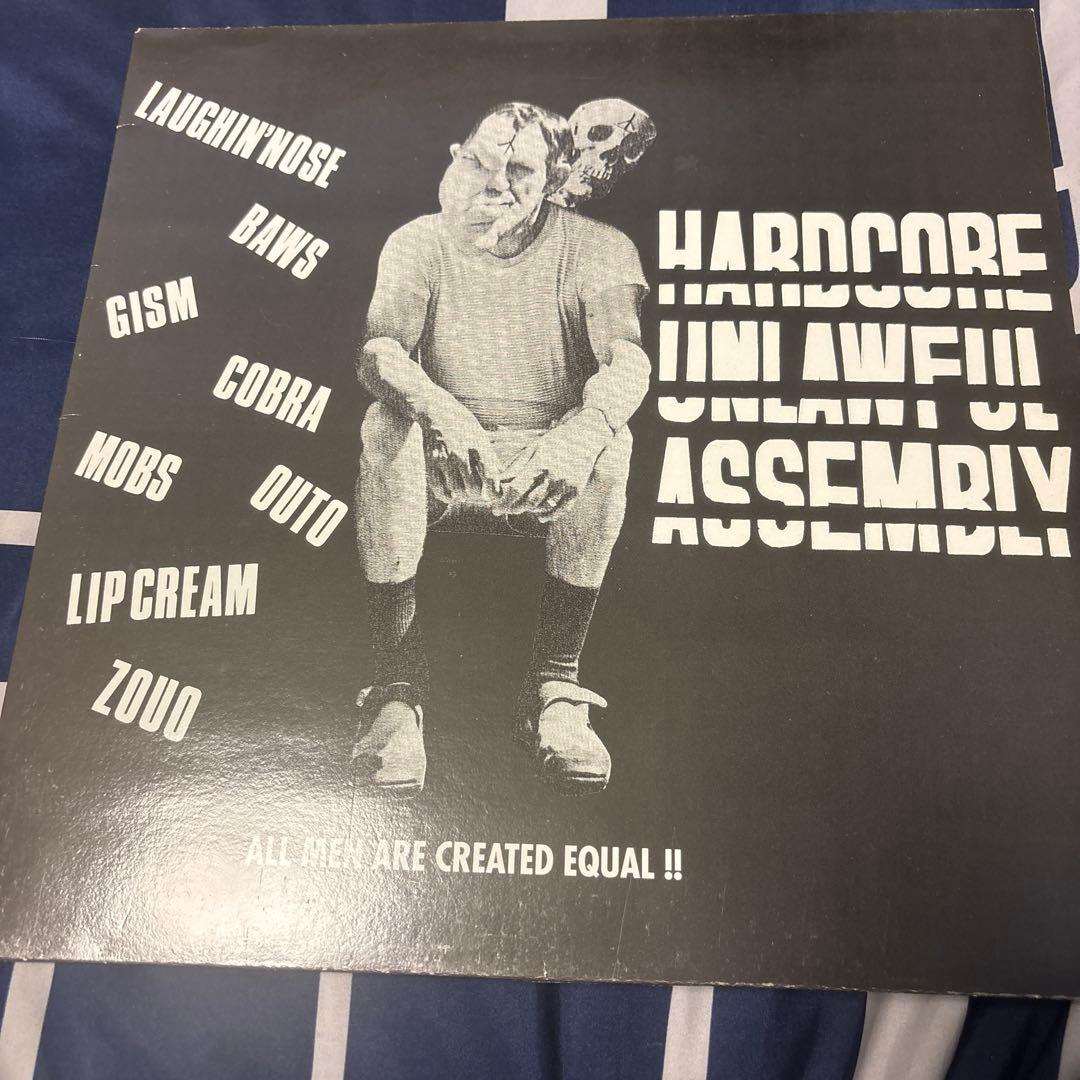 LAUGHIN'NOSE
BAWS
GISM
COBRA
MOBS
OUTO
LIP CREAM
ZOUO
HARDCORE
UNLAWFUL
ASSEMBLY
ALL MEN ARE CREATED EQUAL !!